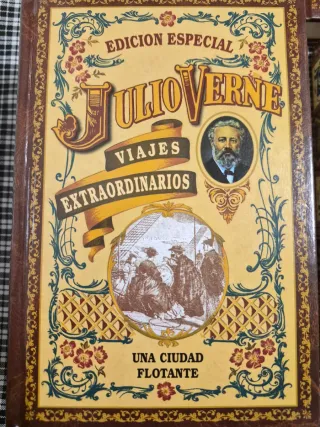 EDICION ESPECIAL
JULIO VERNE
VIAJES
EXTRAORDINARIOS
UNA CIUDAD
FLOTANTE